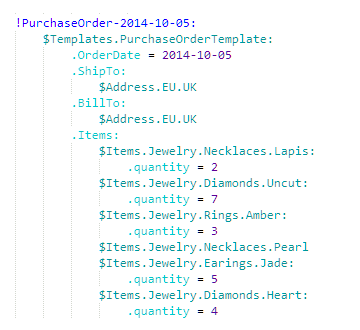 !PurchaseOrder-2014-10-05:
$Templates.PurchaseOrderTemplate:
.OrderDate = 2014-10-05
.ShipTo:
$Address.EU.UK
.BillTo:
$Address.EU.UK
.Items:
$Items.Jewelry.Necklaces.Lapis:
.quantity = 2
$Items.Jewelry.Diamonds.Uncut:
.quantity = 7
$Items.Jewelry.Rings.Amber:
.quantity = 3
$Items.Jewelry.Necklaces.Pearl
$Items.Jewelry.Earings.Jade:
.quantity = 5
$Items.Jewelry.Diamonds.Heart:
.quantity = 4